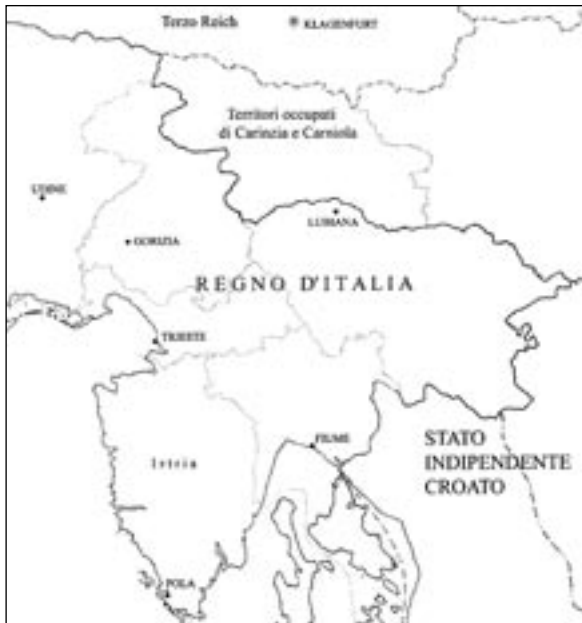 Terzo Reich
KLAGENFURT
Territori occupati
di Carinzia e Carniola
UDINE
LUBIANA
GORIZIA
REGNO D'ITALIA
TRIESTE
FIUME
STATO
INDIPENDENTE
CROATO
Istria
POLA